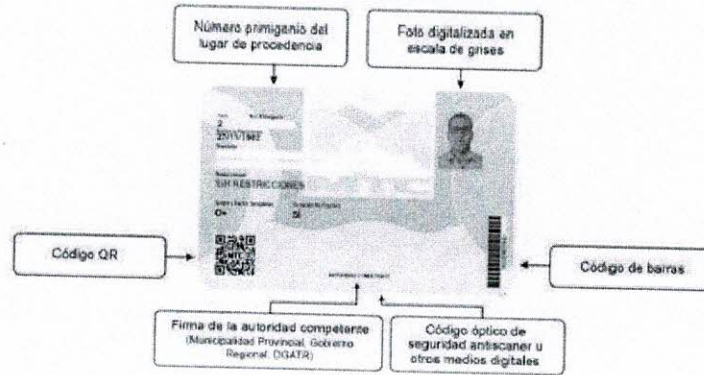 Número primigenio del
lugar de procedencia
Foto digitalizada en
escala de grises
2
SIN RESTRICCIONES
O+
SI
MTC
Código QR
Código de barras
Firma de la autoridad competente
(Municipalidad Provincial, Gobierno
Regional, DGATR)
Código óptico de
seguridad antiscaner u
otros medios digitales